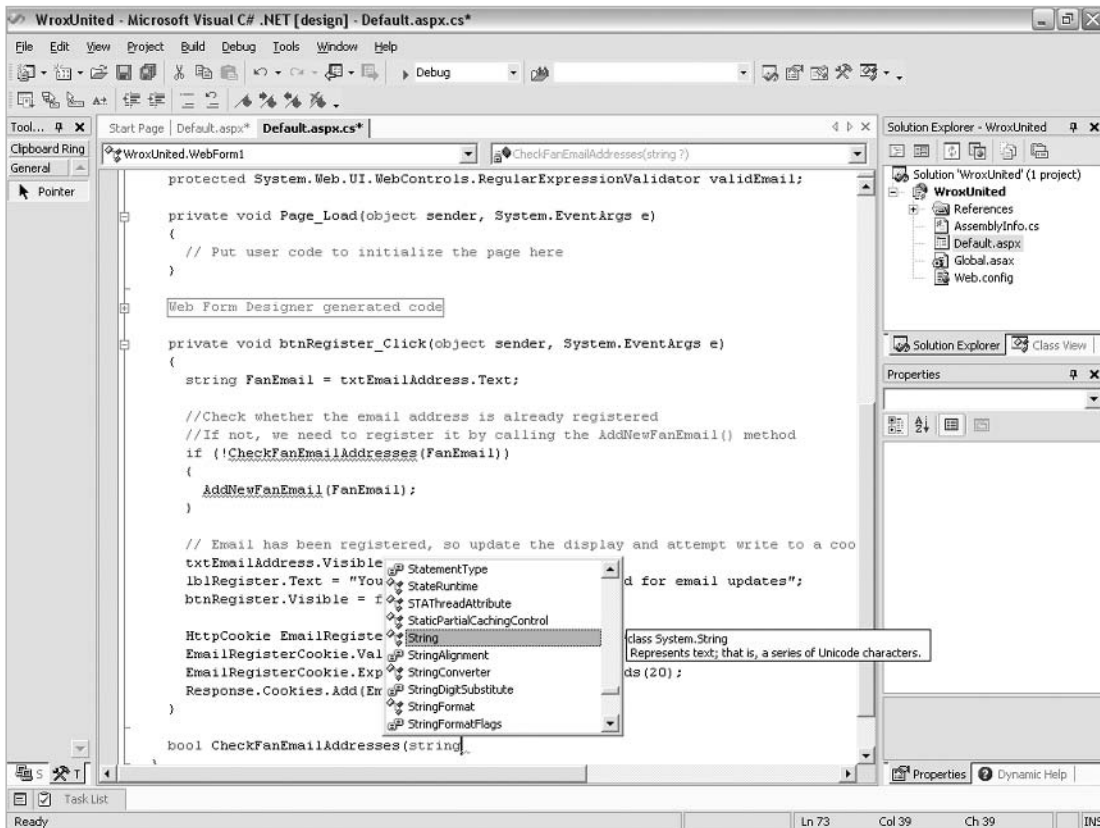 WroxUnited - Microsoft Visual C# .NET [design] - Default.aspx.cs*
File Edit View Project Build Debug Tools Window Help
Debug
Tool...
Start Page Default.aspx* Default.aspx.cs*
Solution Explorer - WroxUnited
Clipboard Ring
General
Pointer
WroxUnited.WebForm1
CheckFanEmailAddresses(string ?)
protected System.Web.UI.WebControls.RegularExpressionValidator validEmail;
private void Page_Load(object sender, System.EventArgs e)
{
// Put user code to initialize the page here
}
Web Form Designer generated code
private void btnRegister_Click(object sender, System.EventArgs e)
{
string FanEmail = txtEmailAddress.Text;
//Check whether the email address is already registered
//If not, we need to register it by calling the AddNewFanEmail() method
if (!CheckFanEmailAddresses(FanEmail))
{
AddNewFanEmail(FanEmail);
}
// Email has been registered, so update the display and attempt write to a coo
txtEmailAddress.Visible
lblRegister.Text = "You d for email updates";
btnRegister.Visible = f
HttpCookie EmailRegiste
EmailRegisterCookie.Val
EmailRegisterCookie.Exp ds(20);
Response.Cookies.Add(Em
}
bool CheckFanEmailAddresses(string
StatementType
StateRuntime
STAThreadAttribute
StaticPartialCachingControl
String
StringAlignment
StringConverter
StringDigitSubstitute
StringFormat
StringFormatFlags
class System.String
Represents text; that is, a series of Unicode characters.
Solution 'WroxUnited' (1 project)
WroxUnited
References
AssemblyInfo.cs
Default.aspx
Global.asax
Web.config
Solution Explorer Class View
Properties
Properties Dynamic Help
S T
Task List
Ready Ln 73 Col 39 Ch 39 INS